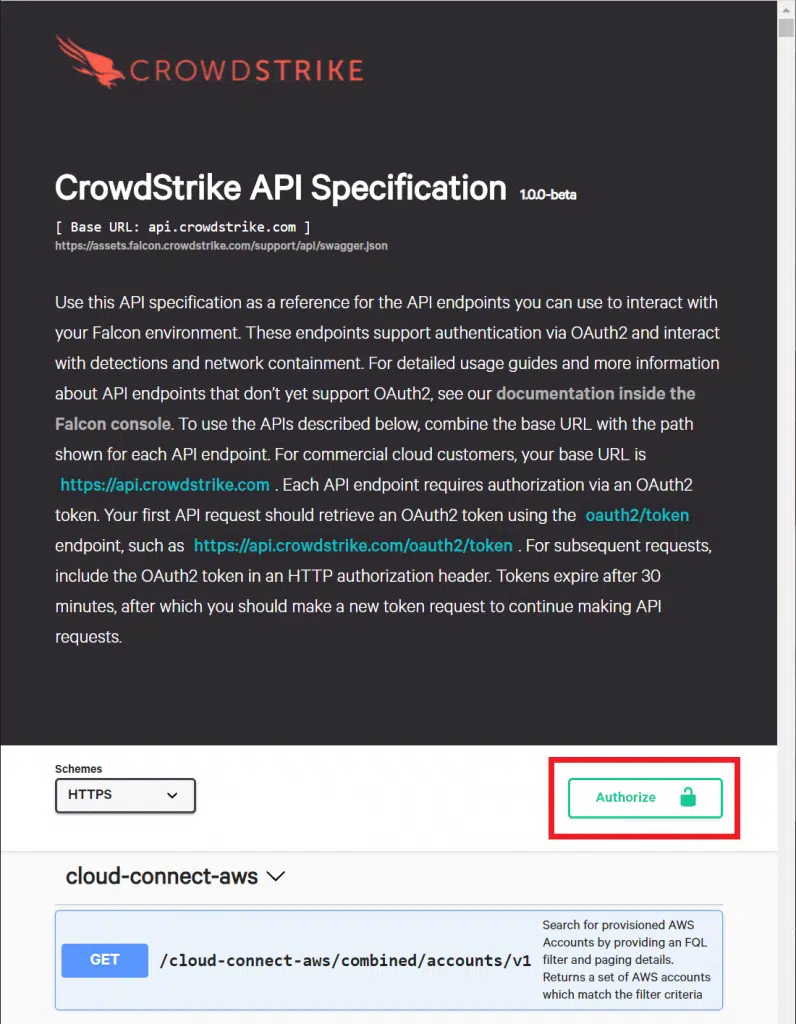 CROWDSTRIKE
CrowdStrike API Specification 1.0.0-beta
[ Base URL: api.crowdstrike.com ]
https://assets.falcon.crowdstrike.com/support/api/swagger.json
Use this API specification as a reference for the API endpoints you can use to interact with
your Falcon environment. These endpoints support authentication via OAuth2 and interact
with detections and network containment. For detailed usage guides and more information
about API endpoints that don’t yet support OAuth2, see our documentation inside the
Falcon console. To use the APIs described below, combine the base URL with the path
shown for each API endpoint. For commercial cloud customers, your base URL is
https://api.crowdstrike.com . Each API endpoint requires authorization via an OAuth2
token. Your first API request should retrieve an OAuth2 token using the oauth2/token
endpoint, such as https://api.crowdstrike.com/oauth2/token . For subsequent requests,
include the OAuth2 token in an HTTP authorization header. Tokens expire after 30
minutes, after which you should make a new token request to continue making API
requests.
Schemes
HTTPS
Authorize
cloud-connect-aws
GET /cloud-connect-aws/combined/accounts/v1
Search for provisioned AWS
Accounts by providing an FQL
filter and paging details.
Returns a set of AWS accounts
which match the filter criteria